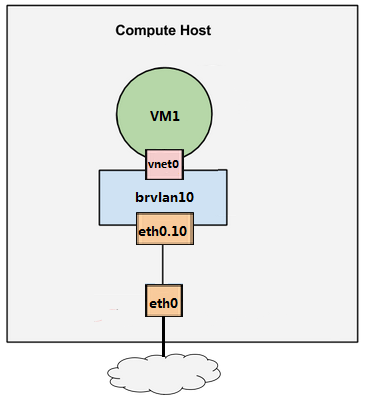 Compute Host
VM1
vnet0
brvlan10
eth0.10
eth0